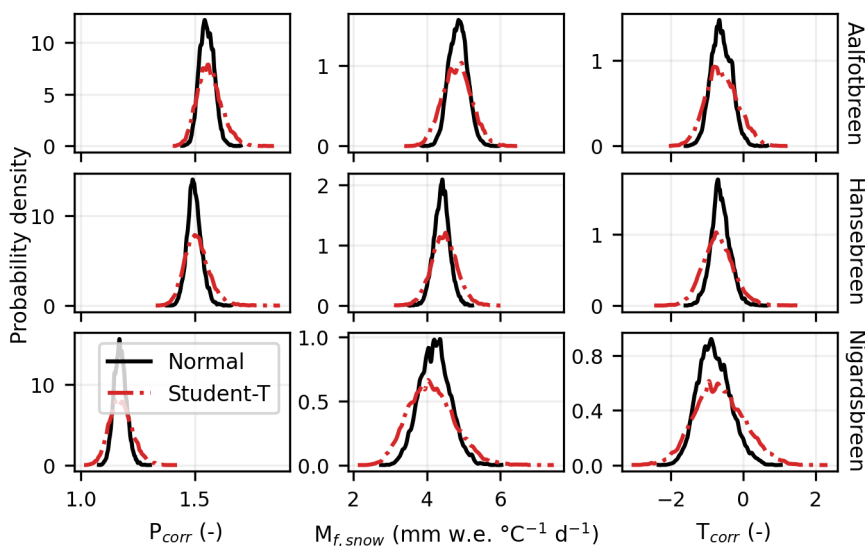 10
5
0
1
0
1
0
Aalfotbreen
Probability density
10
0
2
1
0
1
0
Hansebreen
10
0
1.0
0.5
0.0
0.8
0.4
0.0
Nigardsbreen
Normal
Student-T
1.0 1.5
2 4 6
−2 0 2
P_corr (-)
M_f, snow (mm w.e. °C⁻¹ d⁻¹)
T_corr (-)